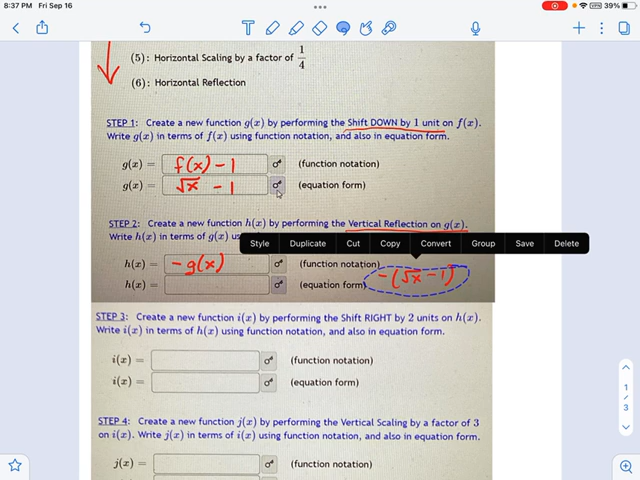 8:37 PM Fri Sep 16
39%
(5): Horizontal Scaling by a factor of 1/4
(6): Horizontal Reflection
STEP 1: Create a new function g(x) by performing the Shift DOWN by 1 unit on f(x).
Write g(x) in terms of f(x) using function notation, and also in equation form.
g(x) = f(x) - 1 (function notation)
g(x) = √x - 1 (equation form)
STEP 2: Create a new function h(x) by performing the Vertical Reflection on g(x).
Write h(x) in terms of g(x) us
Style Duplicate Cut Copy Convert Group Save Delete
h(x) = -g(x) (function notation)
h(x) = (equation form) -(√x - 1)
STEP 3: Create a new function i(x) by performing the Shift RIGHT by 2 units on h(x).
Write i(x) in terms of h(x) using function notation, and also in equation form.
i(x) = (function notation)
i(x) = (equation form)
1/3
STEP 4: Create a new function j(x) by performing the Vertical Scaling by a factor of 3
on i(x). Write j(x) in terms of i(x) using function notation, and also in equation form.
j(x) = (function notation)